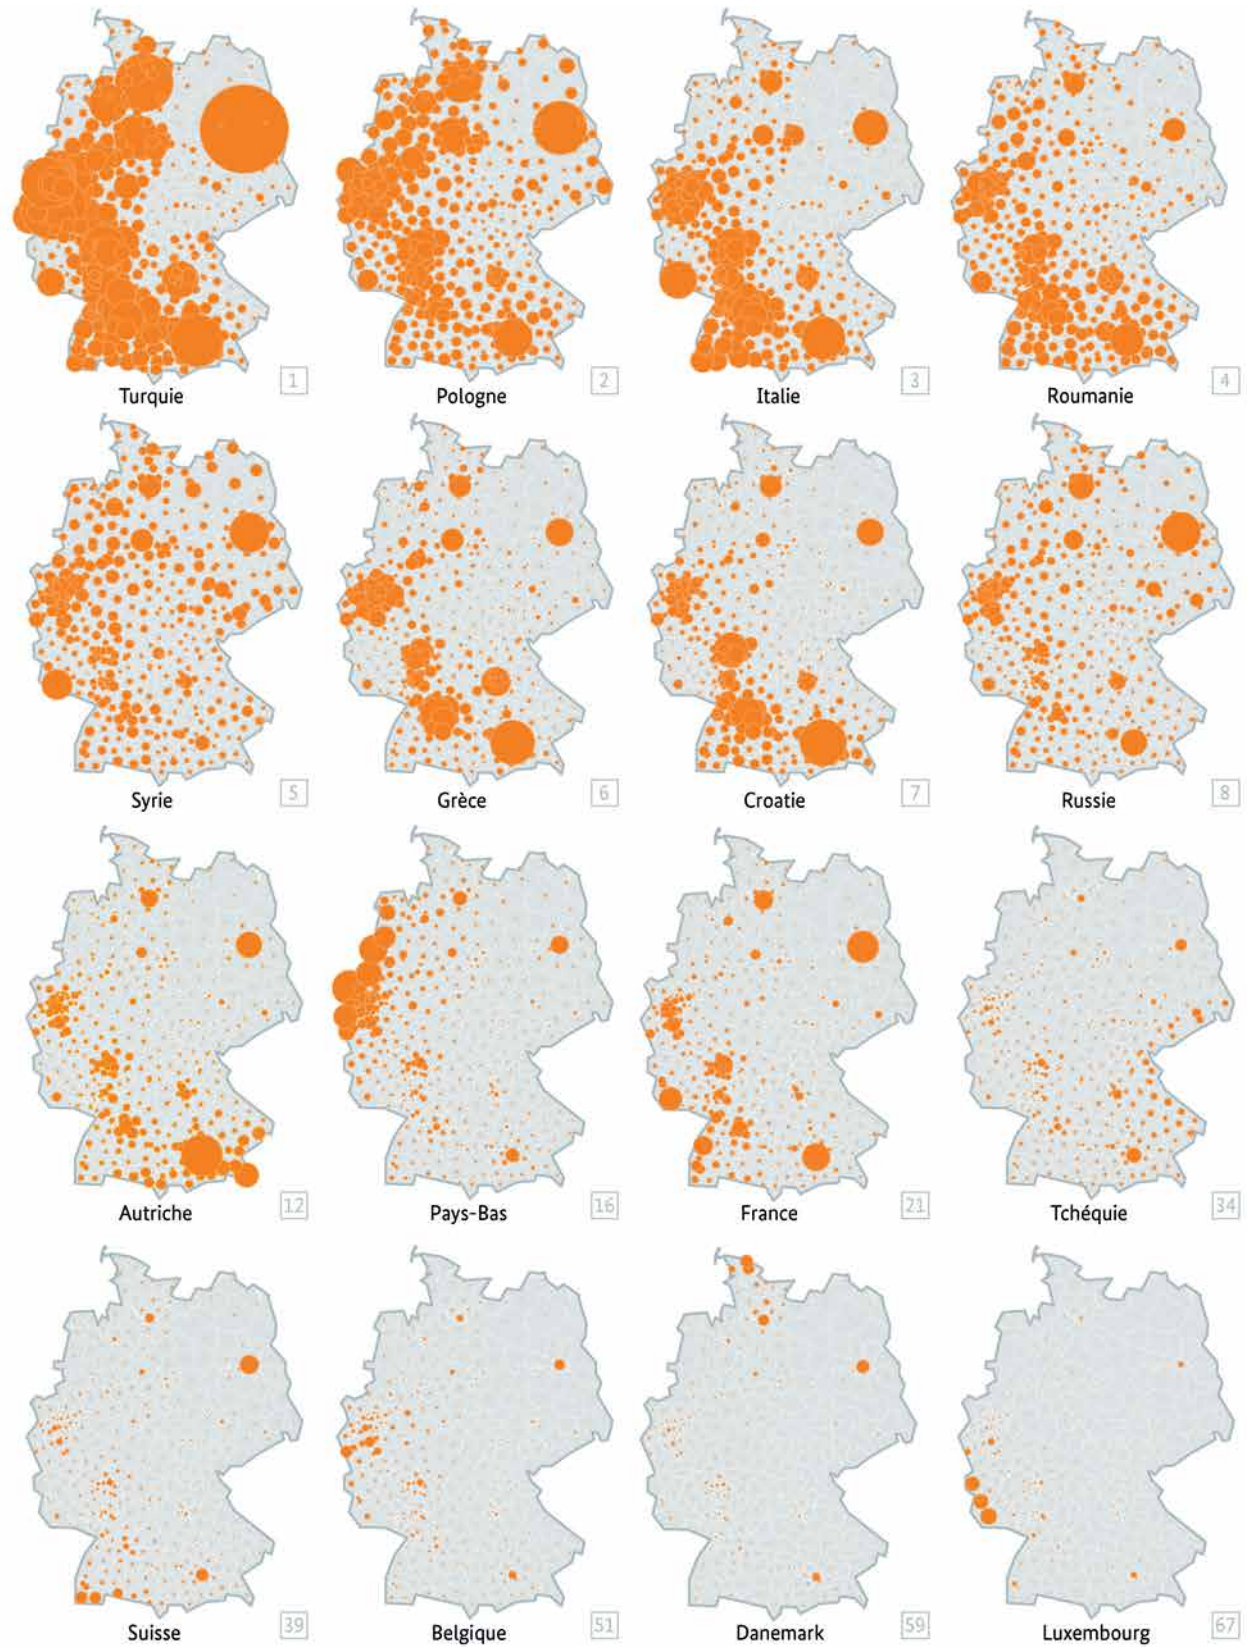 Turquie 1
Pologne 2
Italie 3
Roumanie 4
Syrie 5
Grèce 6
Croatie 7
Russie 8
Autriche 12
Pays-Bas 16
France 21
Tchéquie 34
Suisse 39
Belgique 51
Danemark 59
Luxembourg 67